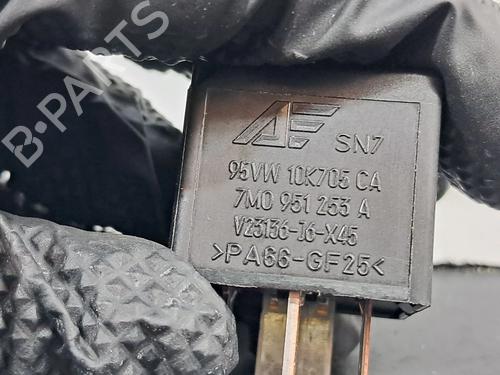 B-PARTS
AE SN7
95VW 10K705 CA
7M0 951 253 A
V23136-J6-X45
>PA66-GF25<